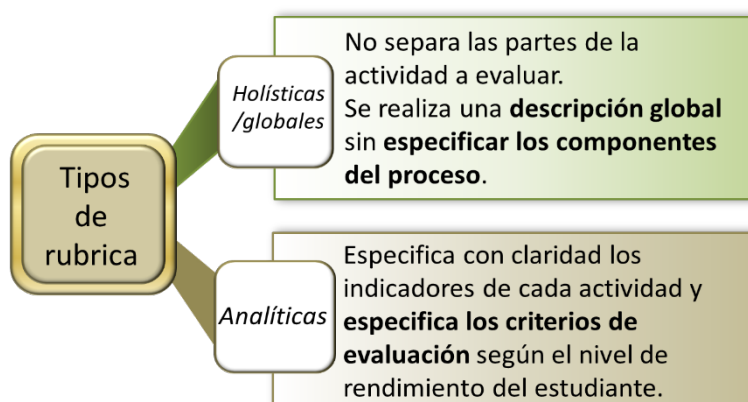 Tipos
de
rubrica
Holísticas
/globales
No separa las partes de la
actividad a evaluar.
Se realiza una descripción global
sin especificar los componentes
del proceso.
Analíticas
Especifica con claridad los
indicadores de cada actividad y
especifica los criterios de
evaluación según el nivel de
rendimiento del estudiante.